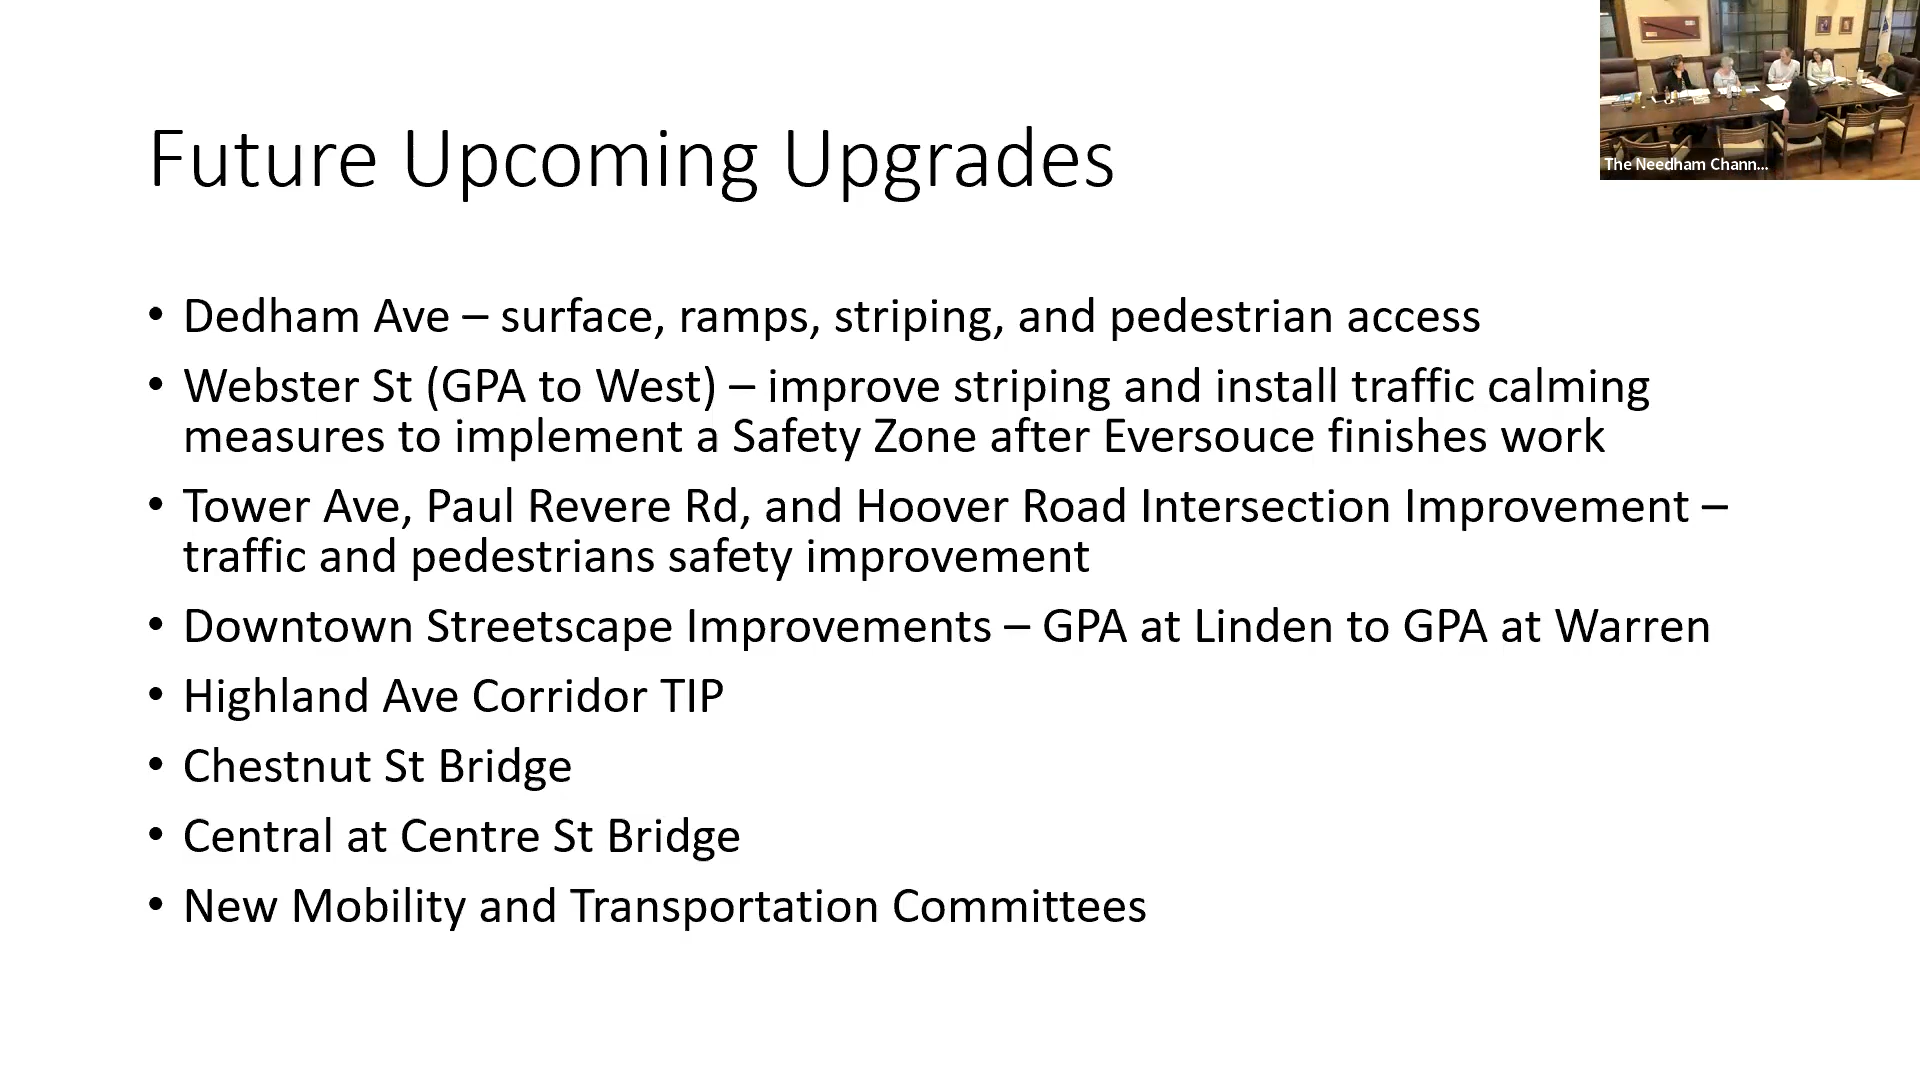 The Needham Chann...
Future Upcoming Upgrades
• Dedham Ave – surface, ramps, striping, and pedestrian access
• Webster St (GPA to West) – improve striping and install traffic calming
measures to implement a Safety Zone after Eversouce finishes work
• Tower Ave, Paul Revere Rd, and Hoover Road Intersection Improvement –
traffic and pedestrians safety improvement
• Downtown Streetscape Improvements – GPA at Linden to GPA at Warren
• Highland Ave Corridor TIP
• Chestnut St Bridge
• Central at Centre St Bridge
• New Mobility and Transportation Committees